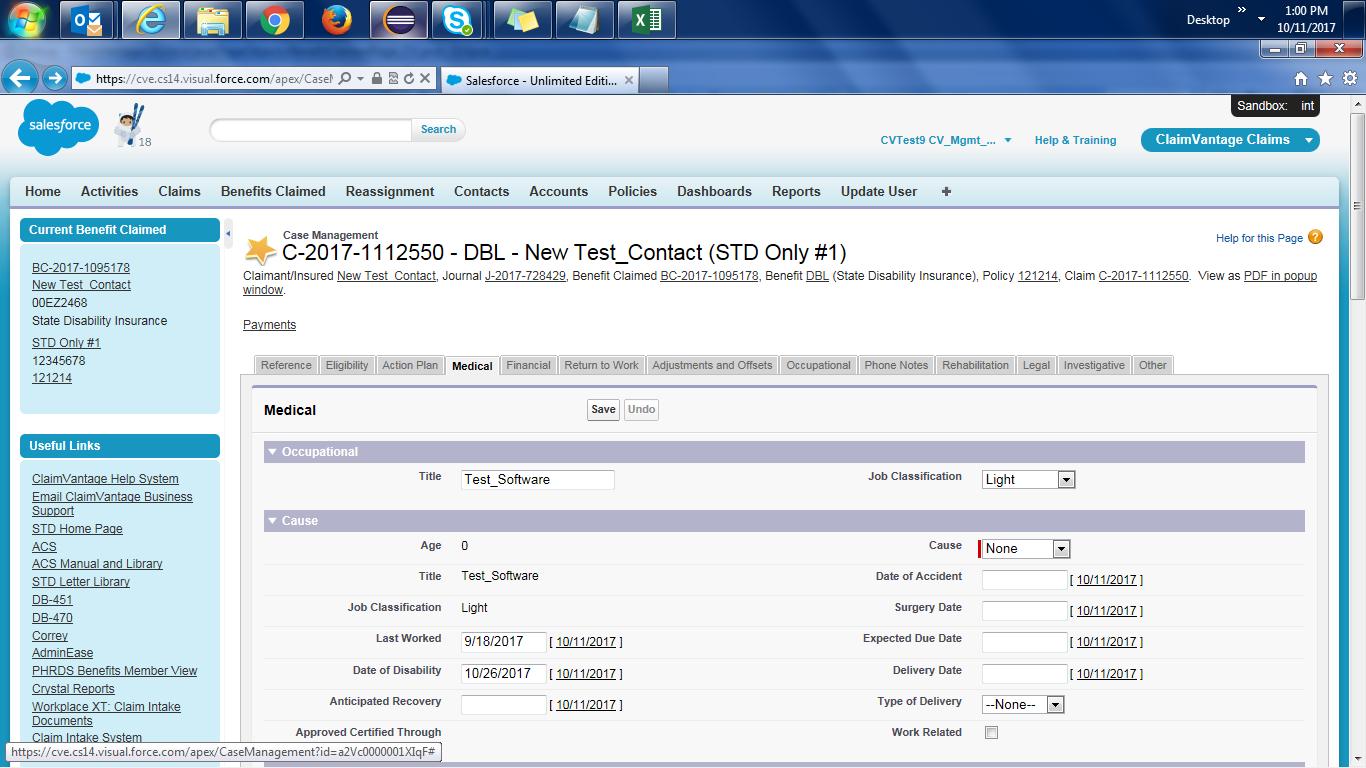 Desktop
»
1:00 PM
10/11/2017
https://cve.cs14.visual.force.com/apex/CaseI
Salesforce - Unlimited Editi...
Sandbox: int
salesforce
18
Search
CVTest9 CV_Mgmt_...
Help & Training
ClaimVantage Claims
Home Activities Claims Benefits Claimed Reassignment Contacts Accounts Policies Dashboards Reports Update User +
Current Benefit Claimed
BC-2017-1095178
New Test_Contact
00EZ2468
State Disability Insurance
STD Only #1
12345678
121214
Useful Links
ClaimVantage Help System
Email ClaimVantage Business
Support
STD Home Page
ACS
ACS Manual and Library
STD Letter Library
DB-451
DB-470
Correy
AdminEase
PHRDS Benefits Member View
Crystal Reports
Workplace XT: Claim Intake
Documents
Claim Intake System
Case Management
C-2017-1112550 - DBL - New Test_Contact (STD Only #1)
Help for this Page ?
Claimant/Insured New Test_Contact, Journal J-2017-728429, Benefit Claimed BC-2017-1095178, Benefit DBL (State Disability Insurance), Policy 121214, Claim C-2017-1112550. View as PDF in popup
window.
Payments
Reference Eligibility Action Plan Medical Financial Return to Work Adjustments and Offsets Occupational Phone Notes Rehabilitation Legal Investigative Other
Medical Save Undo
Occupational
Title Test_Software Job Classification Light
Cause
Age 0 Cause None
Title Test_Software Date of Accident [ 10/11/2017 ]
Job Classification Light Surgery Date [ 10/11/2017 ]
Last Worked 9/18/2017 [ 10/11/2017 ] Expected Due Date [ 10/11/2017 ]
Date of Disability 10/26/2017 [ 10/11/2017 ] Delivery Date [ 10/11/2017 ]
Anticipated Recovery [ 10/11/2017 ] Type of Delivery --None--
Approved Certified Through Work Related
https://cve.cs14.visual.force.com/apex/CaseManagement?id=a2Vc0000001XIqF#